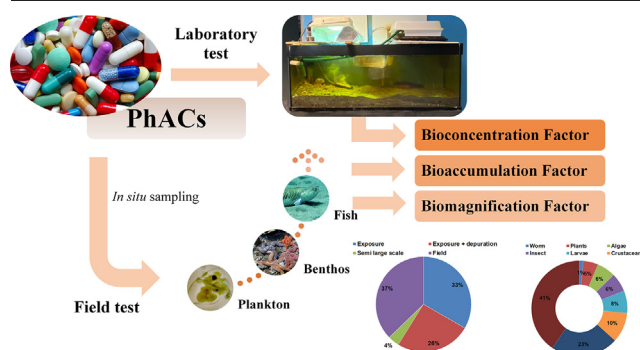 Laboratory
test
PhACs
Bioconcentration Factor
Bioaccumulation Factor
Biomagnification Factor
In situ sampling
Fish
Benthos
Plankton
Field test
Exposure
Exposure + depuration
Semi large scale
Field
37%
33%
4%
26%
Worm
Plants
Algae
Insect
Larvae
Crustacean
41%
6%
8%
10%
23%